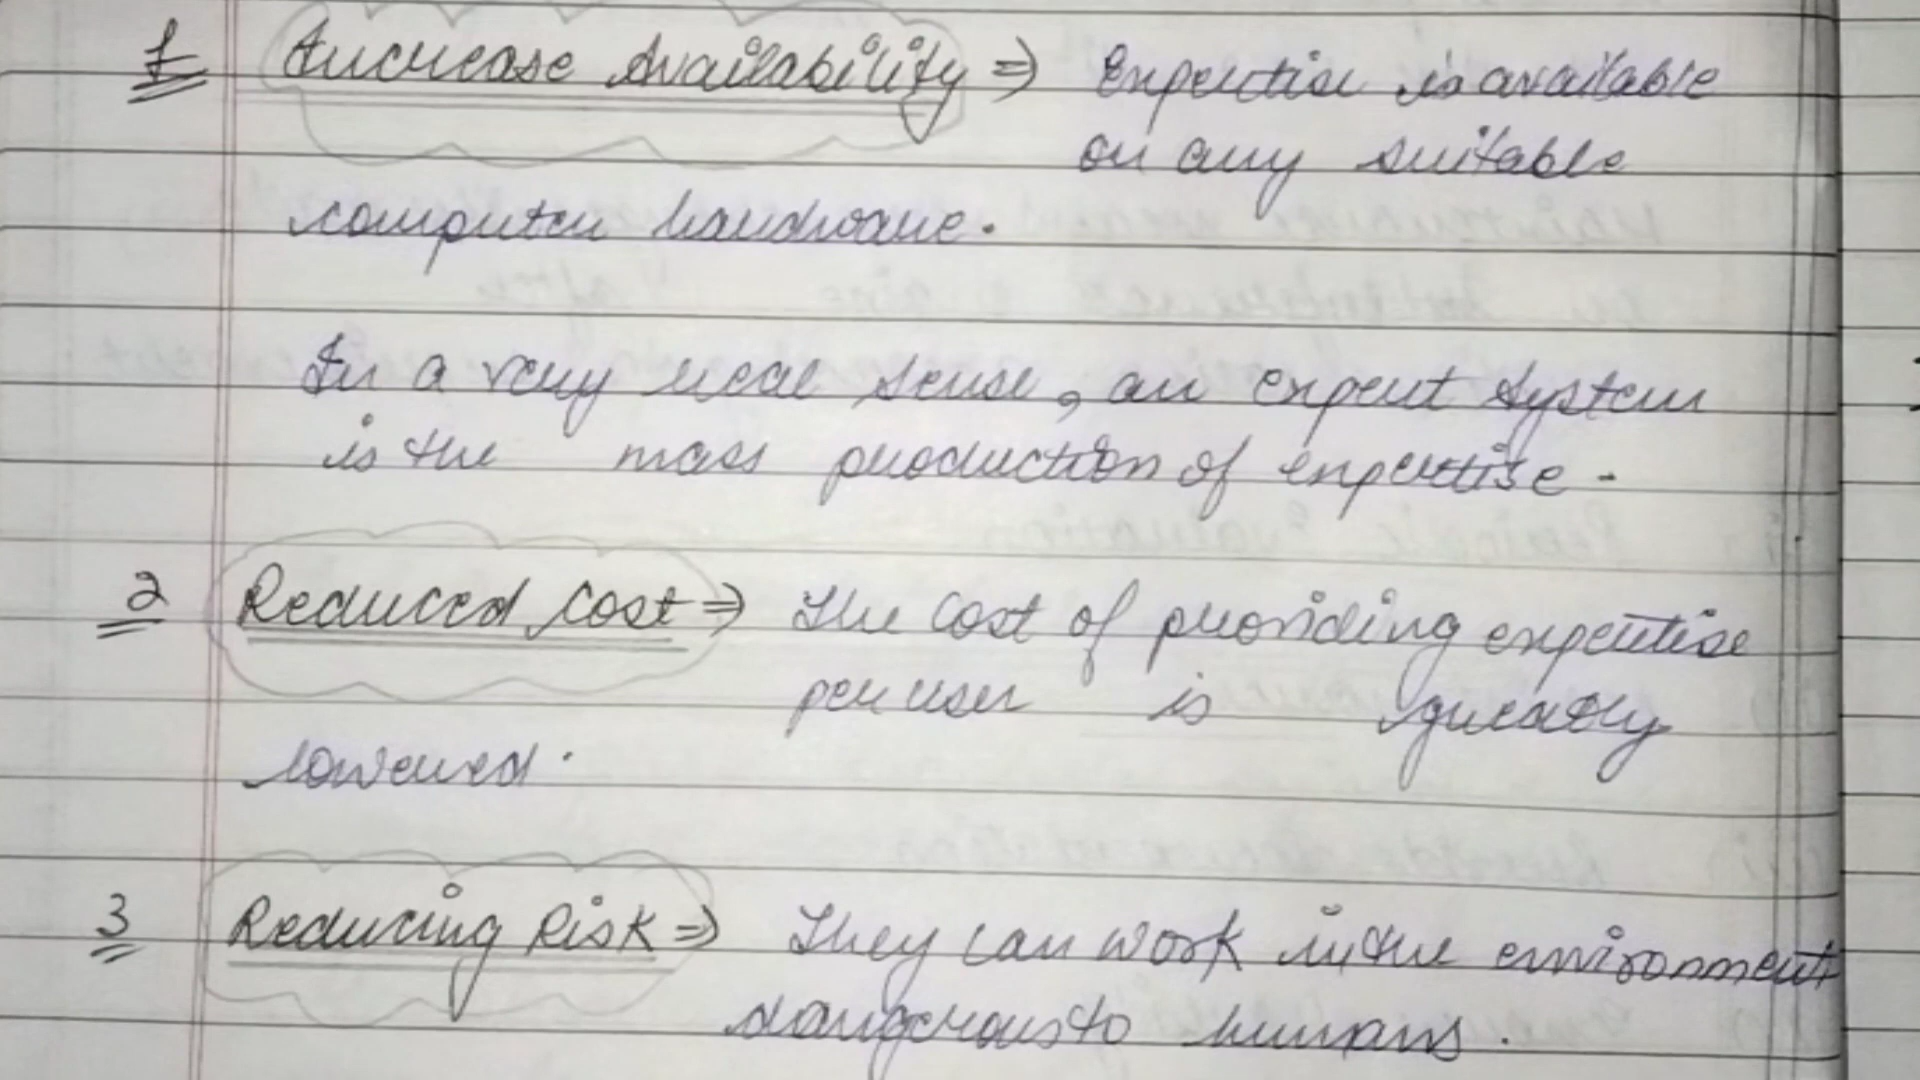 1 Increase Availability ⇒ Expertise is available
on any suitable
computer hardware.
In a very real sense, an expert system
is the mass production of expertise.
2 Reduced Cost ⇒ The cost of providing expertise
per user is greatly
lowered.
3 Reducing Risk ⇒ They can work in the environment
dangerous to humans.